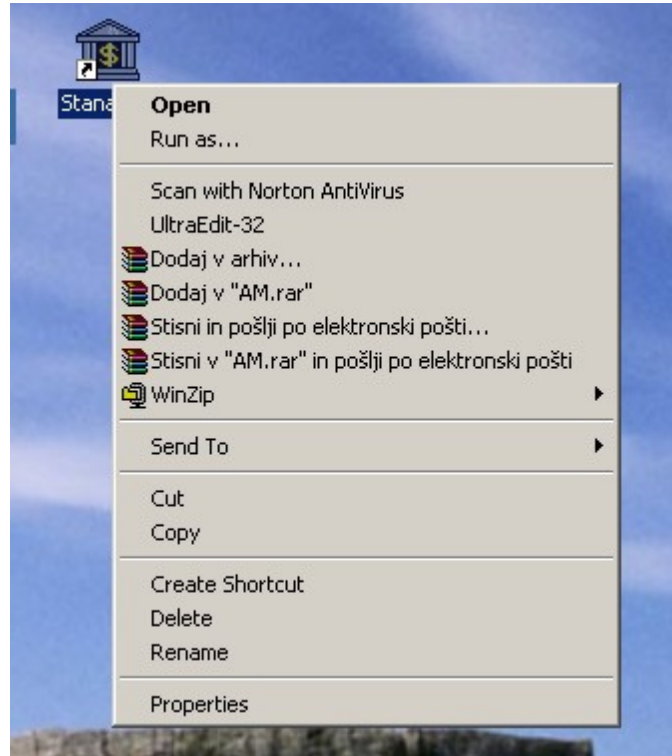 Stana
Open
Run as...
Scan with Norton AntiVirus
UltraEdit-32
Dodaj v arhiv...
Dodaj v "AM.rar"
Stisni in pošlji po elektronski pošti...
Stisni v "AM.rar" in pošlji po elektronski pošti
WinZip
Send To
Cut
Copy
Create Shortcut
Delete
Rename
Properties